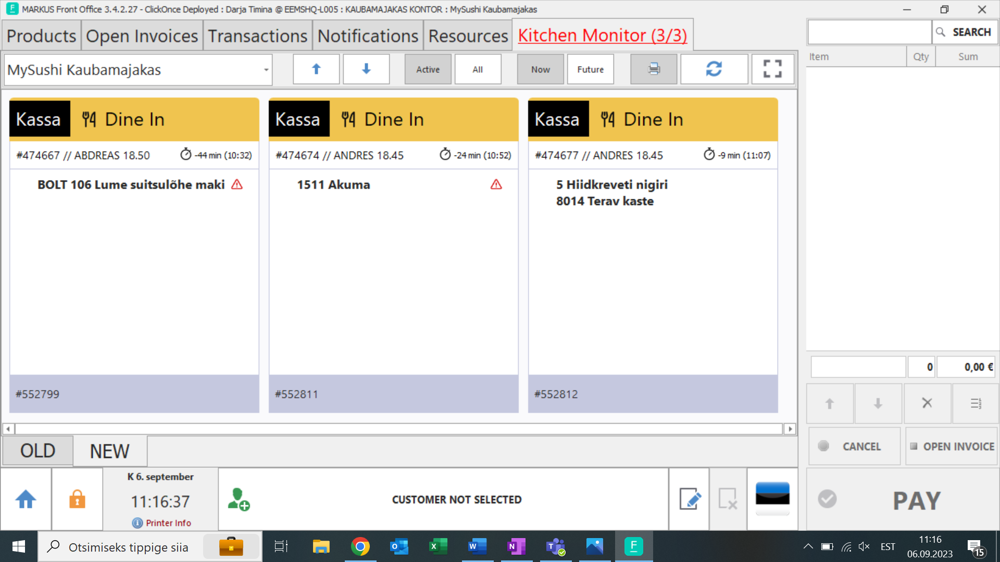 MARKUS Front Office 3.4.2.27 - ClickOnce Deployed : Darja Timina @ EEMSHQ-L005 : KAUBAMAJAKAS KONTOR : MySushi Kaubamajakas
Products Open Invoices Transactions Notifications Resources Kitchen Monitor (3/3)
SEARCH
MySushi Kaubamajakas Active All Now Future
Item Qty Sum
Kassa Dine In
#474667 // ABDREAS 18.50 -44 min (10:32)
BOLT 106 Lume suitsulõhe maki
#552799
Kassa Dine In
#474674 // ANDRES 18.45 -24 min (10:52)
1511 Akuma
#552811
Kassa Dine In
#474677 // ANDRES 18.45 -9 min (11:07)
5 Hiidkreveti nigiri
8014 Terav kaste
#552812
0 0,00 €
CANCEL OPEN INVOICE
OLD NEW
K 6. september
11:16:37
Printer Info
CUSTOMER NOT SELECTED
PAY
Otsimiseks tippige siia
EST
11:16
06.09.2023
15